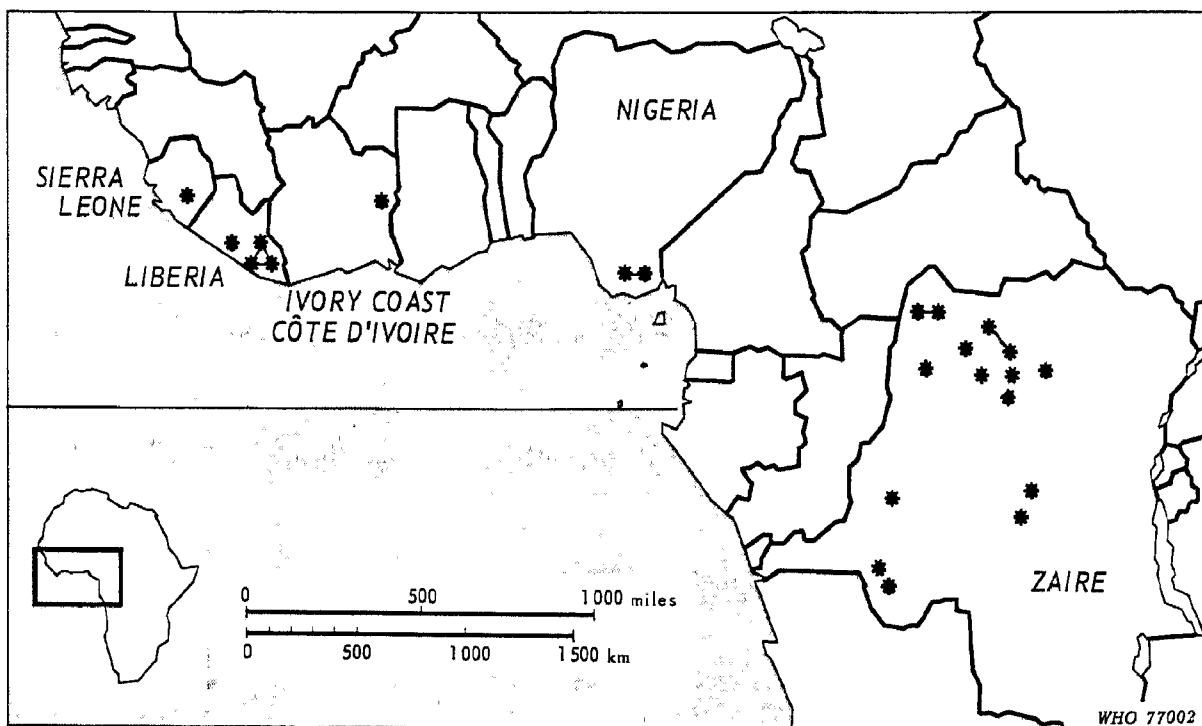 NIGERIA
SIERRA
LEONE
LIBERIA
IVORY COAST
CÔTE D'IVOIRE
ZAIRE
0 500 1000 miles
0 500 1000 1500 km
WHO 77002